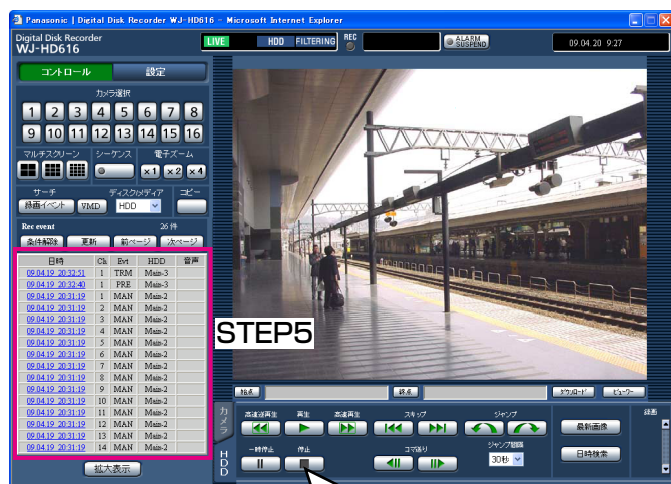 Panasonic | Digital Disk Recorder WJ-HD616 - Microsoft Internet Explorer
Digital Disk Recorder
WJ-HD616
LIVE HDD FILTERING REC ALARM SUSPEND 09.04.20 9:27
コントロール 設定
カメラ選択
1 2 3 4 5 6 7 8
9 10 11 12 13 14 15 16
マルチスクリーン シーケンス 電子ズーム
×1 ×2 ×4
サーチ ディスク/メディア コピー
録画イベント VMD HDD
Rec event 26 件
条件解除 更新 前ページ 次ページ
日時 Ch Evt HDD 音声
09.04.19 20:32:51 1 TRM Main-3
09.04.19 20:32:40 1 PRE Main-3
09.04.19 20:31:19 1 MAN Main-2
09.04.19 20:31:19 2 MAN Main-2
09.04.19 20:31:19 3 MAN Main-2
09.04.19 20:31:19 4 MAN Main-2
09.04.19 20:31:19 5 MAN Main-2
09.04.19 20:31:19 6 MAN Main-2
09.04.19 20:31:19 7 MAN Main-2
09.04.19 20:31:19 8 MAN Main-2
09.04.19 20:31:19 9 MAN Main-2
09.04.19 20:31:19 10 MAN Main-2
09.04.19 20:31:19 11 MAN Main-2
09.04.19 20:31:19 12 MAN Main-2
09.04.19 20:31:19 13 MAN Main-2
09.04.19 20:31:19 14 MAN Main-2
拡大表示
STEP5
始点 終点 ダウンロード ビューワー
カメラ
HDD
高速逆再生 再生 高速再生 スキップ ジャンプ 録画
最新画像
一時停止 停止 コマ送り ジャンプ間隔
30秒
日時検索